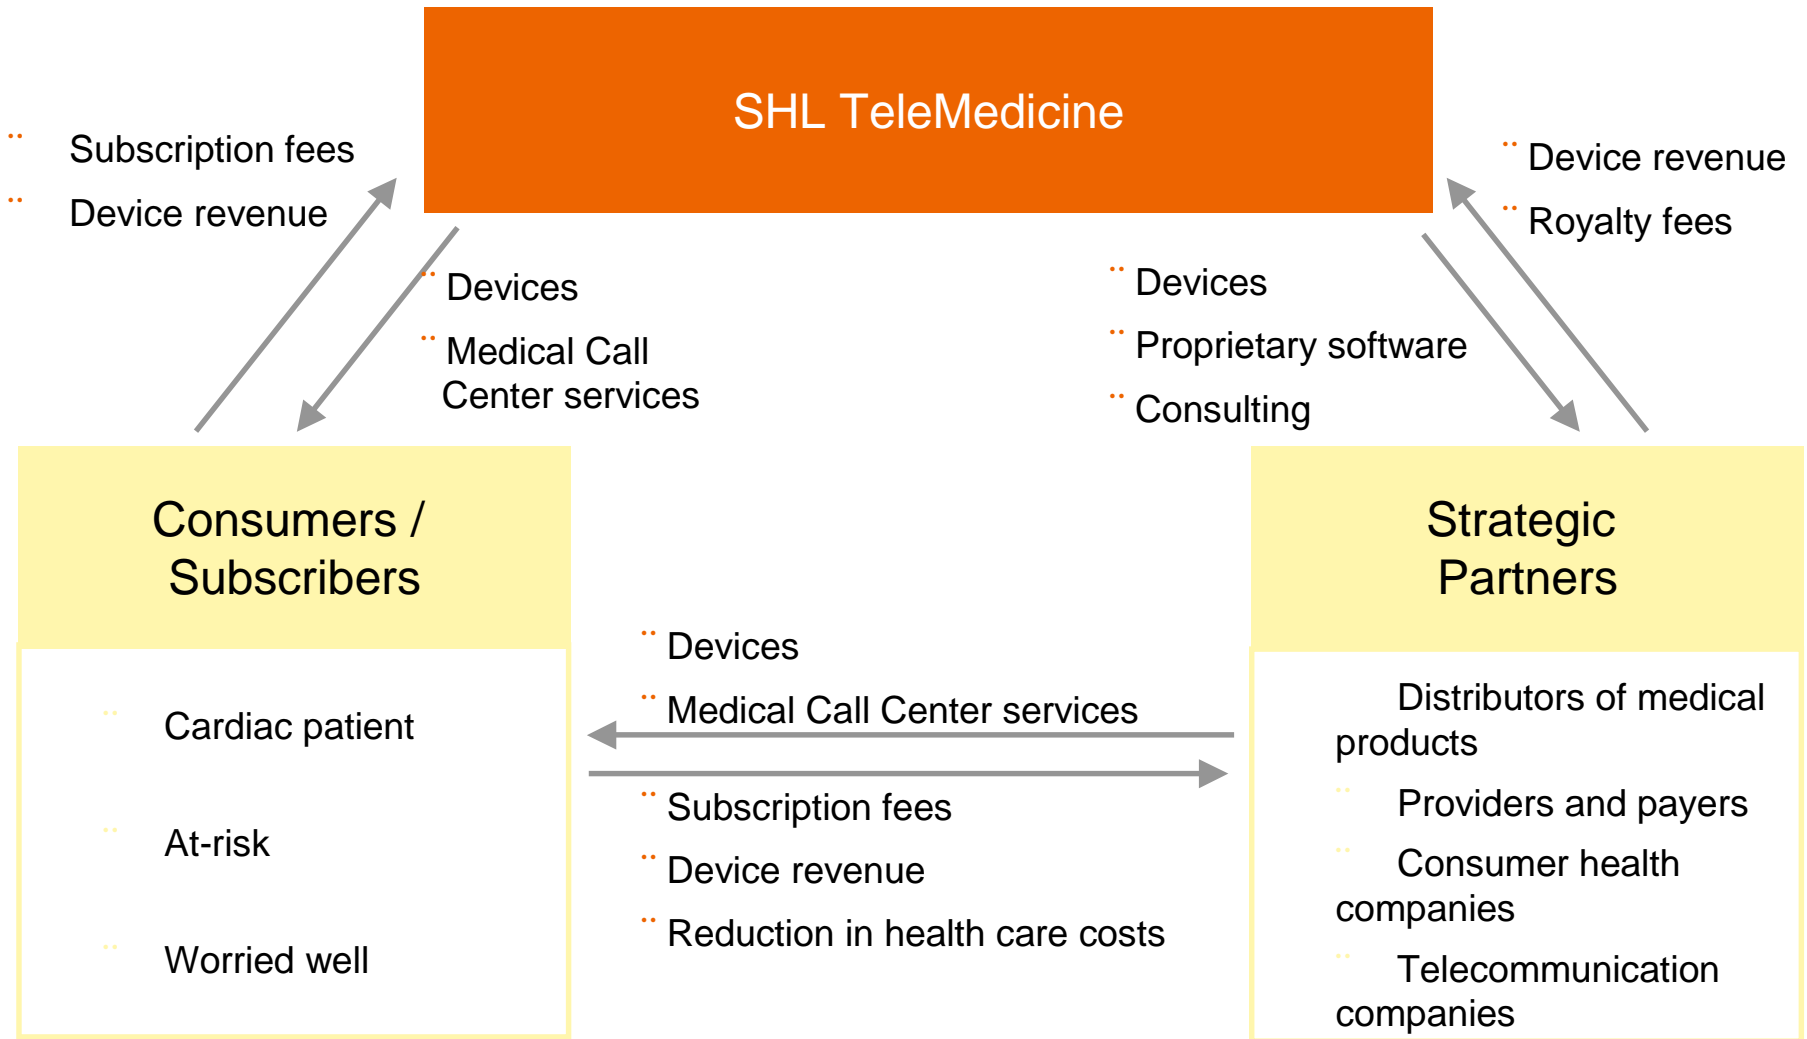 SHL TeleMedicine
Subscription fees
Device revenue
Device revenue
Royalty fees
Devices
Medical Call
Center services
Devices
Proprietary software
Consulting
Consumers /
Subscribers
Strategic
Partners
Devices
Medical Call Center services
Subscription fees
Device revenue
Reduction in health care costs
Cardiac patient
At-risk
Worried well
Distributors of medical
products
Providers and payers
Consumer health
companies
Telecommunication
companies